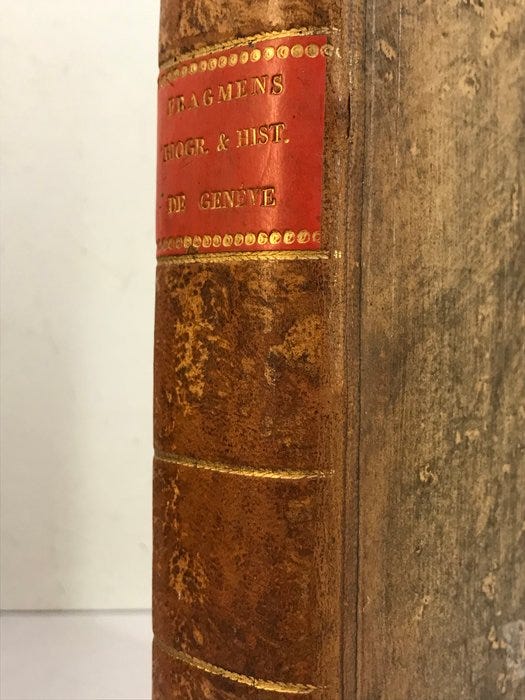 FRAGMENS
BIOGR. & HIST.
DE GENÈVE